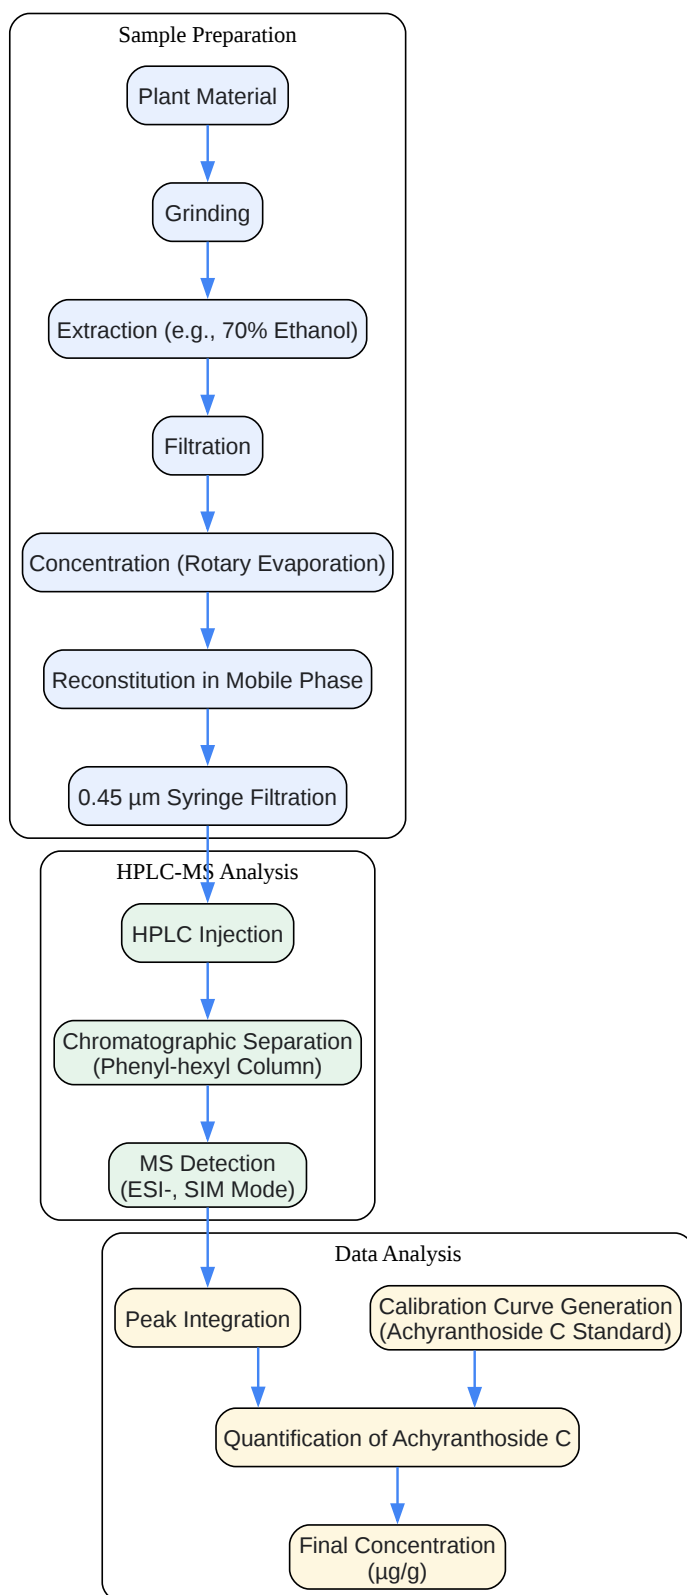 Sample Preparation
Plant Material
Grinding
Extraction (e.g., 70% Ethanol)
Filtration
Concentration (Rotary Evaporation)
Reconstitution in Mobile Phase
0.45 µm Syringe Filtration
HPLC-MS Analysis
HPLC Injection
Chromatographic Separation
(Phenyl-hexyl Column)
MS Detection
(ESI-, SIM Mode)
Data Analysis
Peak Integration
Calibration Curve Generation
(Achyranthoside C Standard)
Quantification of Achyranthoside C
Final Concentration
(µg/g)